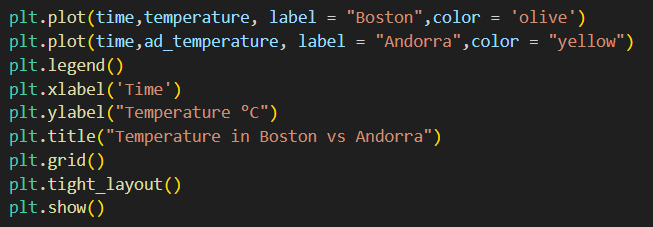 plt.plot(time,temperature, label = "Boston",color = 'olive')
plt.plot(time,ad_temperature, label = "Andorra",color = "yellow")
plt.legend()
plt.xlabel('Time')
plt.ylabel("Temperature ºC")
plt.title("Temperature in Boston vs Andorra")
plt.grid()
plt.tight_layout()
plt.show()